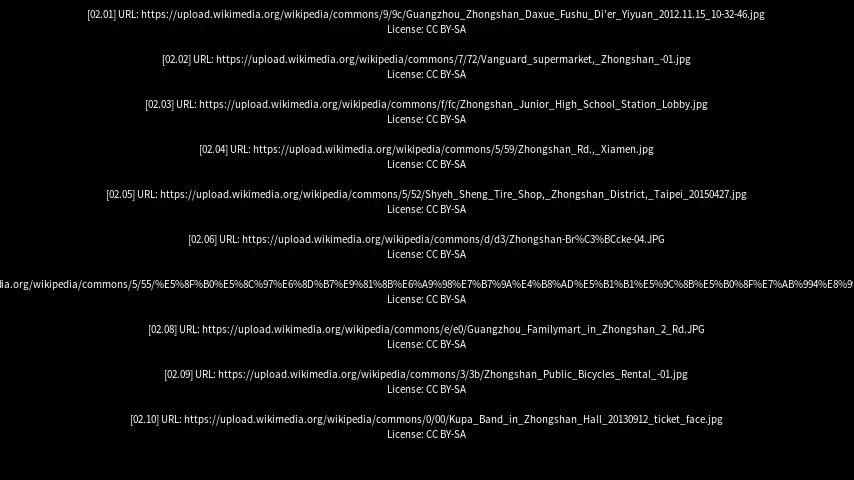 [02.01] URL: https://upload.wikimedia.org/wikipedia/commons/9/9c/Guangzhou_Zhongshan_Daxue_Fushu_Di'er_Yiyuan_2012.11.15_10-32-46.jpg
License: CC BY-SA
[02.02] URL: https://upload.wikimedia.org/wikipedia/commons/7/72/Vanguard_supermarket,_Zhongshan_-01.jpg
License: CC BY-SA
[02.03] URL: https://upload.wikimedia.org/wikipedia/commons/f/fc/Zhongshan_Junior_High_School_Station_Lobby.jpg
License: CC BY-SA
[02.04] URL: https://upload.wikimedia.org/wikipedia/commons/5/59/Zhongshan_Rd.,_Xiamen.jpg
License: CC BY-SA
[02.05] URL: https://upload.wikimedia.org/wikipedia/commons/5/52/Shyeh_Sheng_Tire_Shop,_Zhongshan_District,_Taipei_20150427.jpg
License: CC BY-SA
[02.06] URL: https://upload.wikimedia.org/wikipedia/commons/d/d3/Zhongshan-Br%C3%BCcke-04.JPG
License: CC BY-SA
dia.org/wikipedia/commons/5/55/%E5%8F%B0%E5%8C%97%E6%8D%B7%E9%81%8B%E6%A9%98%E7%B7%9A%E4%B8%AD%E5%B1%B1%E5%9C%8B%E5%B0%8F%E7%AB%994%E8%9
License: CC BY-SA
[02.08] URL: https://upload.wikimedia.org/wikipedia/commons/e/e0/Guangzhou_Familymart_in_Zhongshan_2_Rd.JPG
License: CC BY-SA
[02.09] URL: https://upload.wikimedia.org/wikipedia/commons/3/3b/Zhongshan_Public_Bicycles_Rental_-01.jpg
License: CC BY-SA
[02.10] URL: https://upload.wikimedia.org/wikipedia/commons/0/00/Kupa_Band_in_Zhongshan_Hall_20130912_ticket_face.jpg
License: CC BY-SA